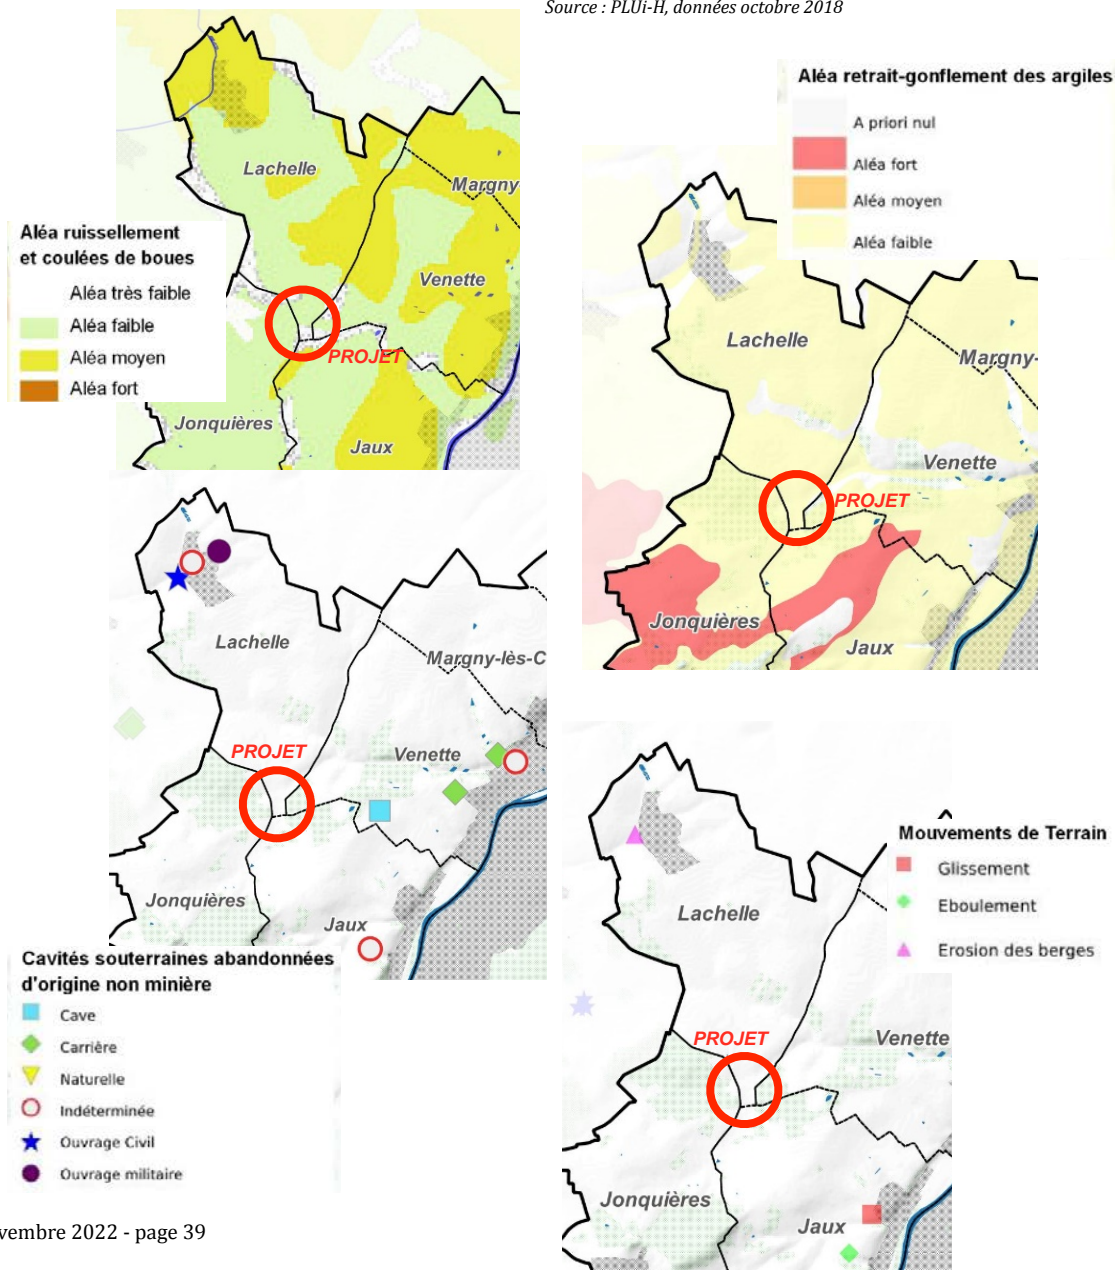 Source : PLUi-H, données octobre 2018
Lachelle
Margny
Venette
PROJET
Jonquières
Jaux
Aléa ruissellement
et coulées de boues
Aléa très faible
Aléa faible
Aléa moyen
Aléa fort
Aléa retrait-gonflement des argiles
A priori nul
Aléa fort
Aléa moyen
Aléa faible
Lachelle
Margny-
Venette
PROJET
Jonquières
Jaux
Lachelle
Margny-lès-C
PROJET
Venette
Jonquières
Jaux
Cavités souterraines abandonnées
d'origine non minière
Cave
Carrière
Naturelle
Indéterminée
Ouvrage Civil
Ouvrage militaire
Mouvements de Terrain
Glissement
Eboulement
Erosion des berges
Lachelle
PROJET
Venette
Jonquières
Jaux
vembre 2022 - page 39